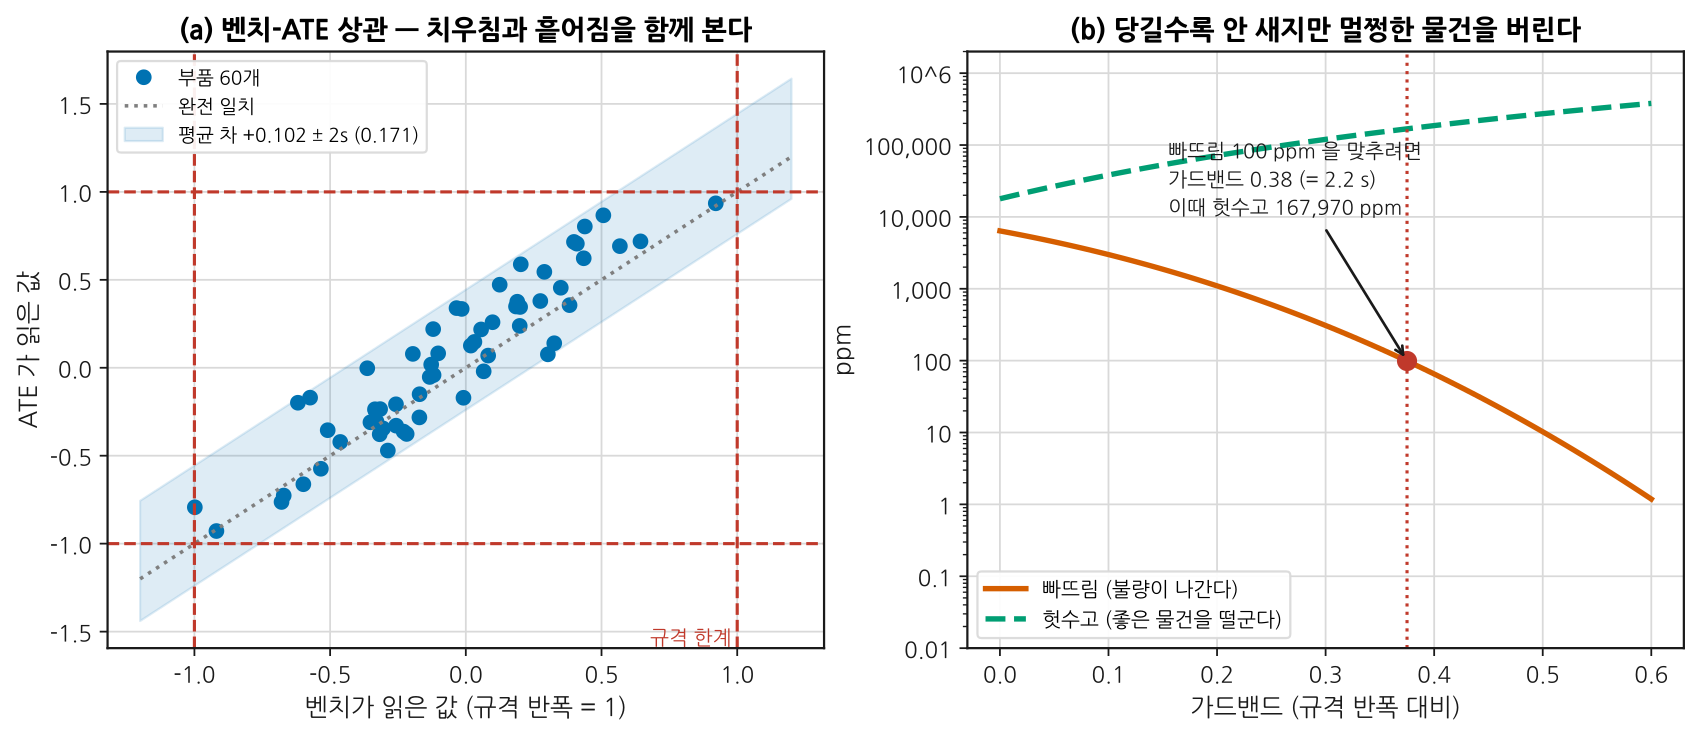 (a) 벤치-ATE 상관 — 치우침과 흩어짐을 함께 본다
부품 60개
완전 일치
평균 차 +0.102 ± 2s (0.171)
ATE 가 읽은 값
1.5
1.0
0.5
0.0
-0.5
-1.0
-1.5
규격 한계
-1.0
-0.5
0.0
0.5
1.0
벤치가 읽은 값 (규격 반폭 = 1)
(b) 당길수록 안 새지만 멀쩡한 물건을 버린다
ppm
10^6
100,000
10,000
1,000
100
10
1
0.1
0.01
빠뜨림 100 ppm 을 맞추려면
가드밴드 0.38 (= 2.2 s)
이때 헛수고 167,970 ppm
빠뜨림 (불량이 나간다)
헛수고 (좋은 물건을 떨군다)
0.0
0.1
0.2
0.3
0.4
0.5
0.6
가드밴드 (규격 반폭 대비)